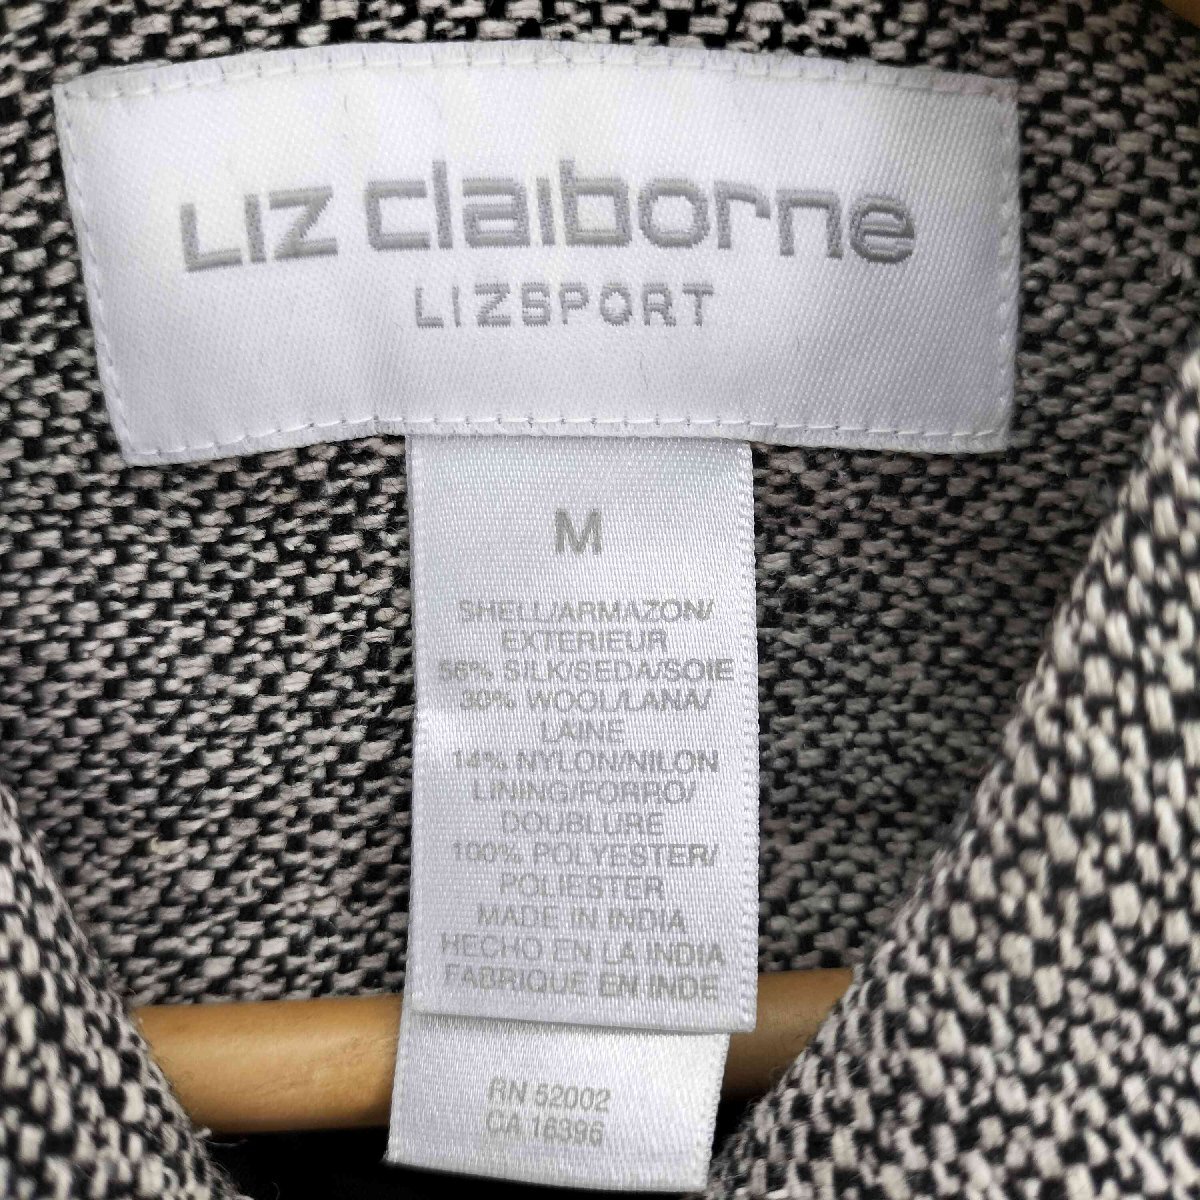 LIZ claiborne
LIZSPORT
M
SHELL/ARMAZON/
EXTERIEUR
56% SILK/SEDA/SOIE
30% WOOL/LANA/
LAINE
14% NYLON/NILON
LINING/FORRO/
DOUBLURE
100% POLYESTER/
POLIESTER
MADE IN INDIA
HECHO EN LA INDIA
FABRIQUE EN INDE
RN 52002
CA 16396